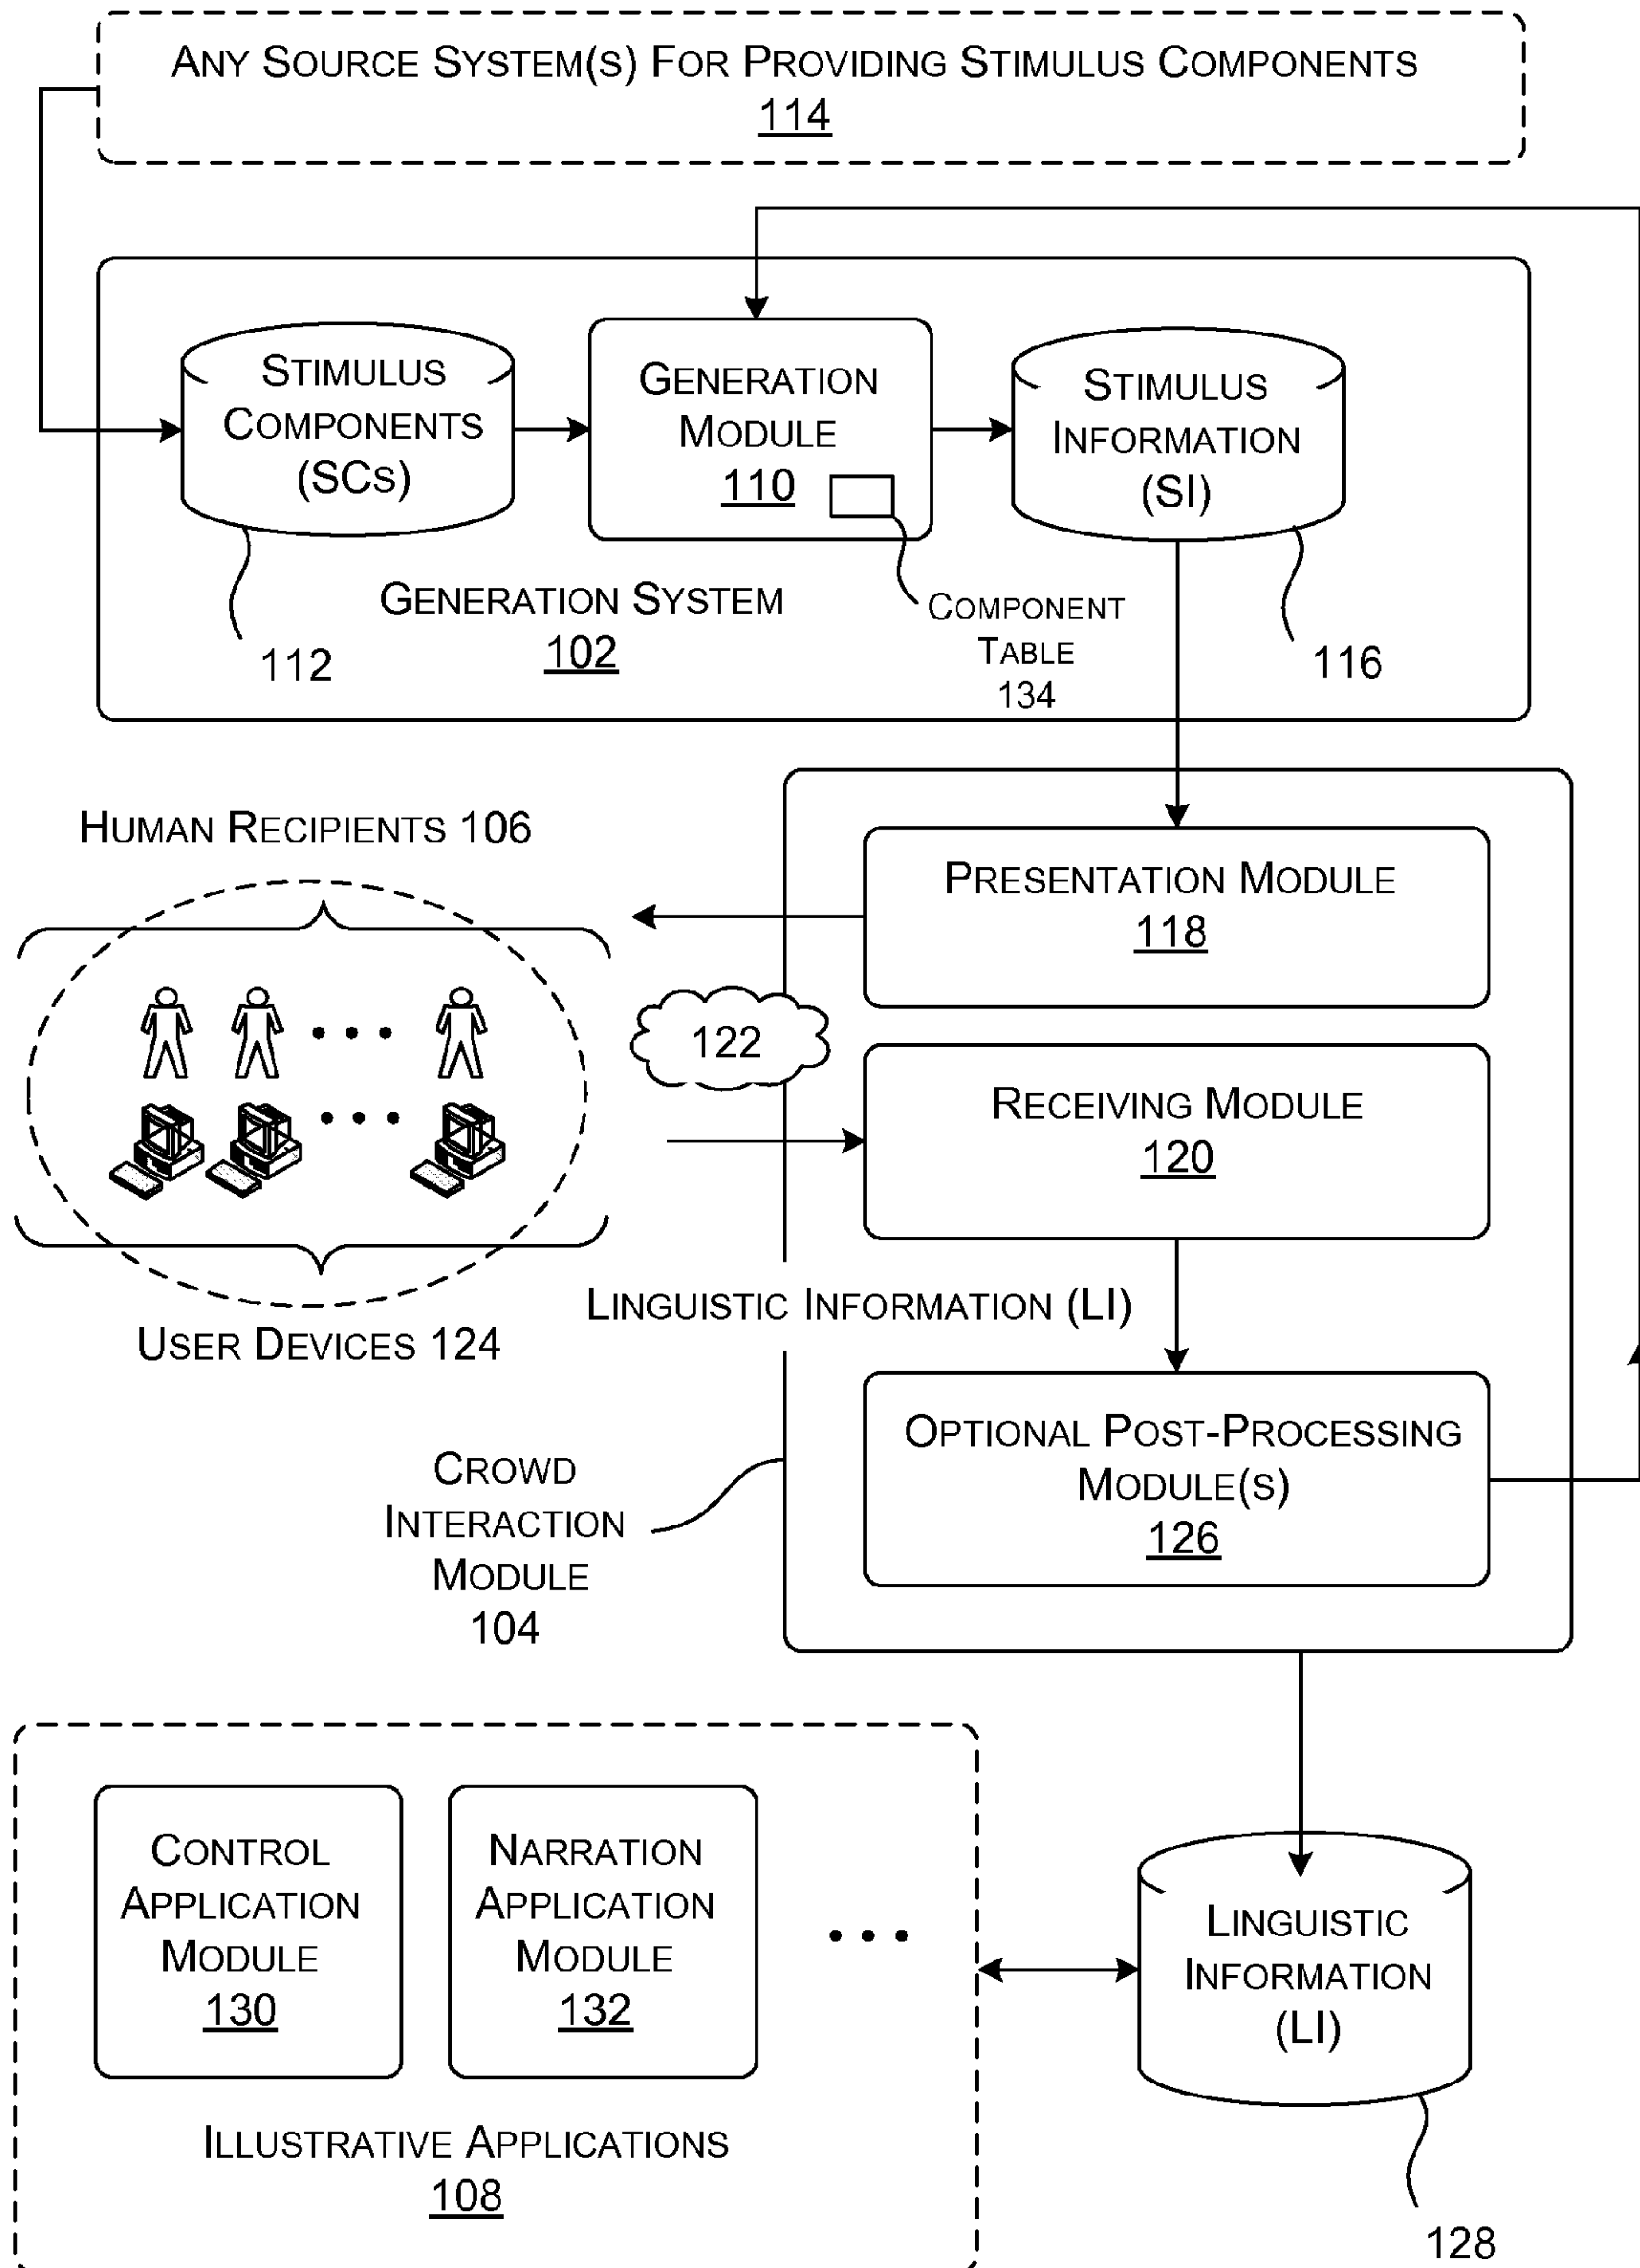 ANY SOURCE SYSTEM(S) FOR PROVIDING STIMULUS COMPONENTS
114
STIMULUS
COMPONENTS
(SCS)
GENERATION
MODULE
110
STIMULUS
INFORMATION
(SI)
GENERATION SYSTEM
102
112
COMPONENT
TABLE
134
116
HUMAN RECIPIENTS 106
PRESENTATION MODULE
118
122
RECEIVING MODULE
120
LINGUISTIC INFORMATION (LI)
USER DEVICES 124
OPTIONAL POST-PROCESSING
MODULE(S)
126
CROWD
INTERACTION
MODULE
104
CONTROL
APPLICATION
MODULE
130
NARRATION
APPLICATION
MODULE
132
LINGUISTIC
INFORMATION
(LI)
ILLUSTRATIVE APPLICATIONS
108
128